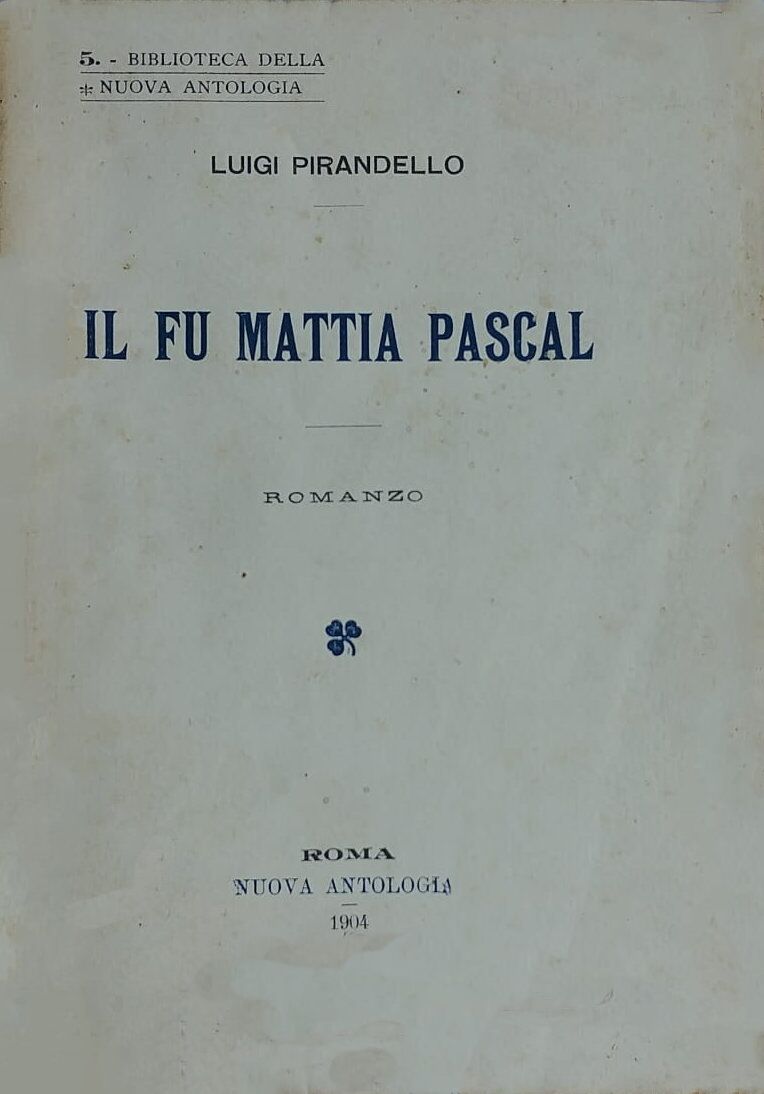 5. - BIBLIOTECA DELLA
* NUOVA ANTOLOGIA
LUIGI PIRANDELLO
IL FU MATTIA PASCAL
ROMANZO
ROMA
NUOVA ANTOLOGIA
1904